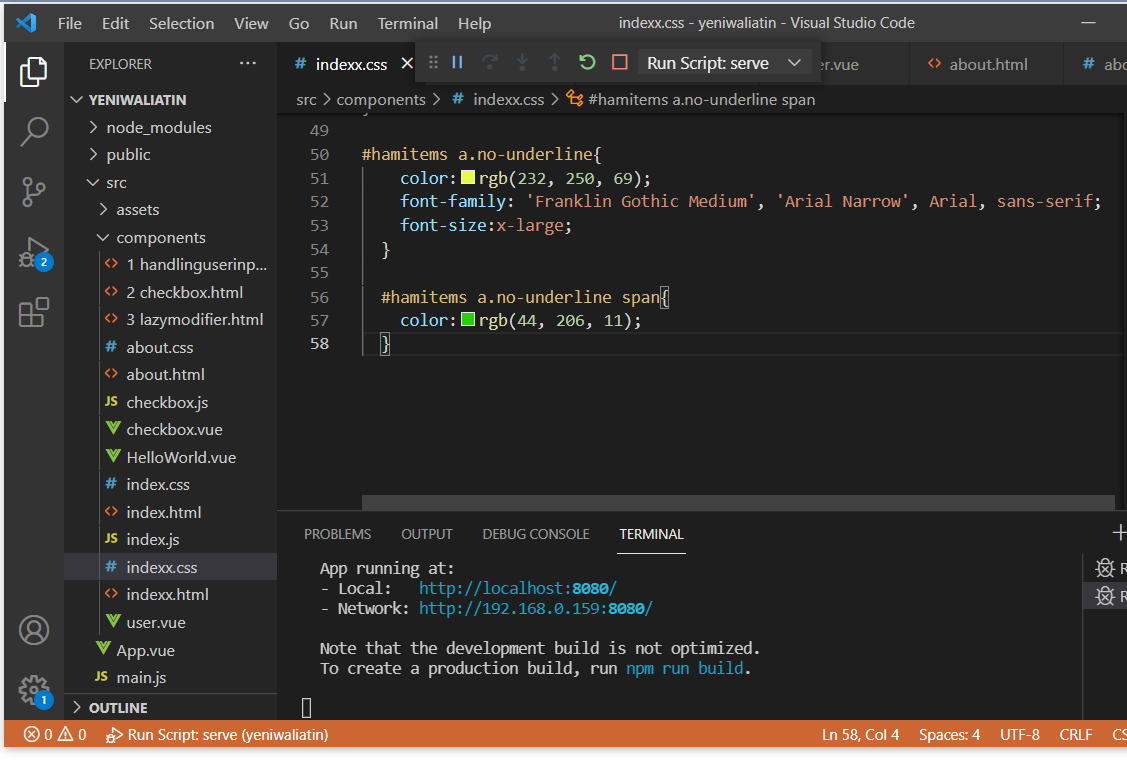 File Edit Selection View Go Run Terminal Help indexx.css - yeniwaliatin - Visual Studio Code
EXPLORER ···
# indexx.css × Run Script: serve er.vue <> about.html # abo
src > components > # indexx.css > #hamitems a.no-underline span
YENIWALIATIN
node_modules
public
src
assets
components
<> 1 handlinguserinp...
<> 2 checkbox.html
<> 3 lazymodifier.html
# about.css
<> about.html
JS checkbox.js
checkbox.vue
HelloWorld.vue
# index.css
<> index.html
JS index.js
# indexx.css
<> indexx.html
user.vue
App.vue
JS main.js
OUTLINE
2
1
49
50 #hamitems a.no-underline{
51 color: rgb(232, 250, 69);
52 font-family: 'Franklin Gothic Medium', 'Arial Narrow', Arial, sans-serif;
53 font-size:x-large;
54 }
55
56 #hamitems a.no-underline span{
57 color: rgb(44, 206, 11);
58 }
PROBLEMS OUTPUT DEBUG CONSOLE TERMINAL
App running at:
- Local: http://localhost:8080/
- Network: http://192.168.0.159:8080/
Note that the development build is not optimized.
To create a production build, run npm run build.
R
R
0 0 Run Script: serve (yeniwaliatin) Ln 58, Col 4 Spaces: 4 UTF-8 CRLF CS